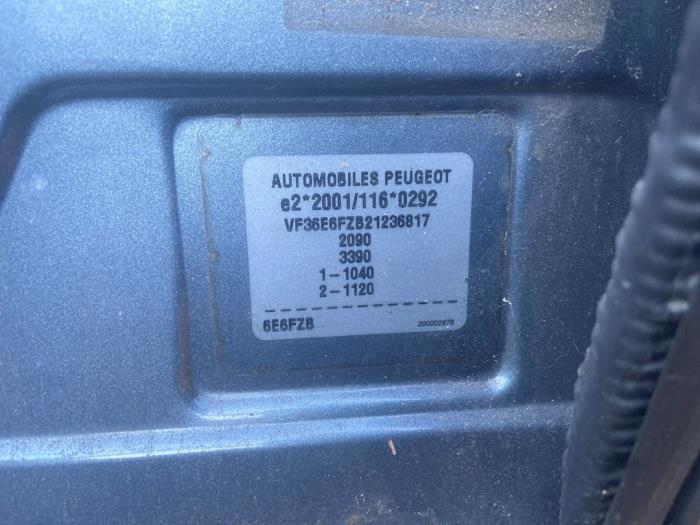 AUTOMOBILES PEUGEOT
e2*2001/116*0292
VF36E6FZB21236817
2090
3390
1-1040
2-1120
6E6FZB